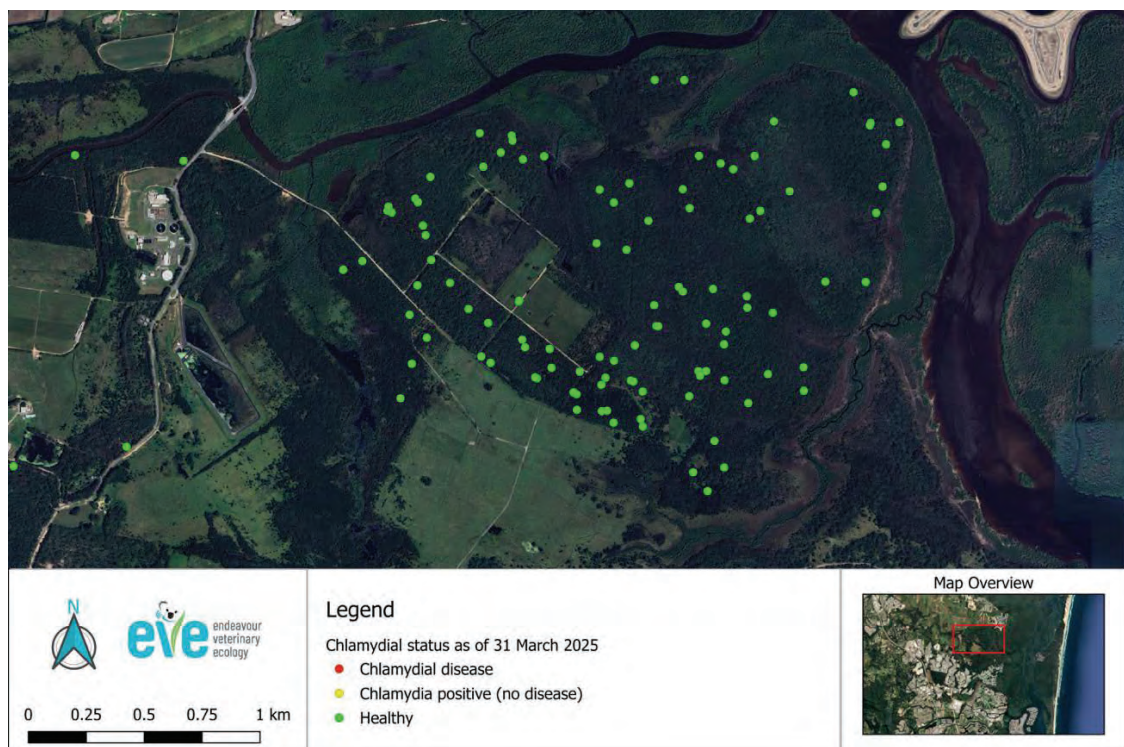 N
eve
endeavour
veterinary
ecology
0 0.25 0.5 0.75 1 km
Legend
Chlamydial status as of 31 March 2025
Chlamydial disease
Chlamydia positive (no disease)
Healthy
Map Overview